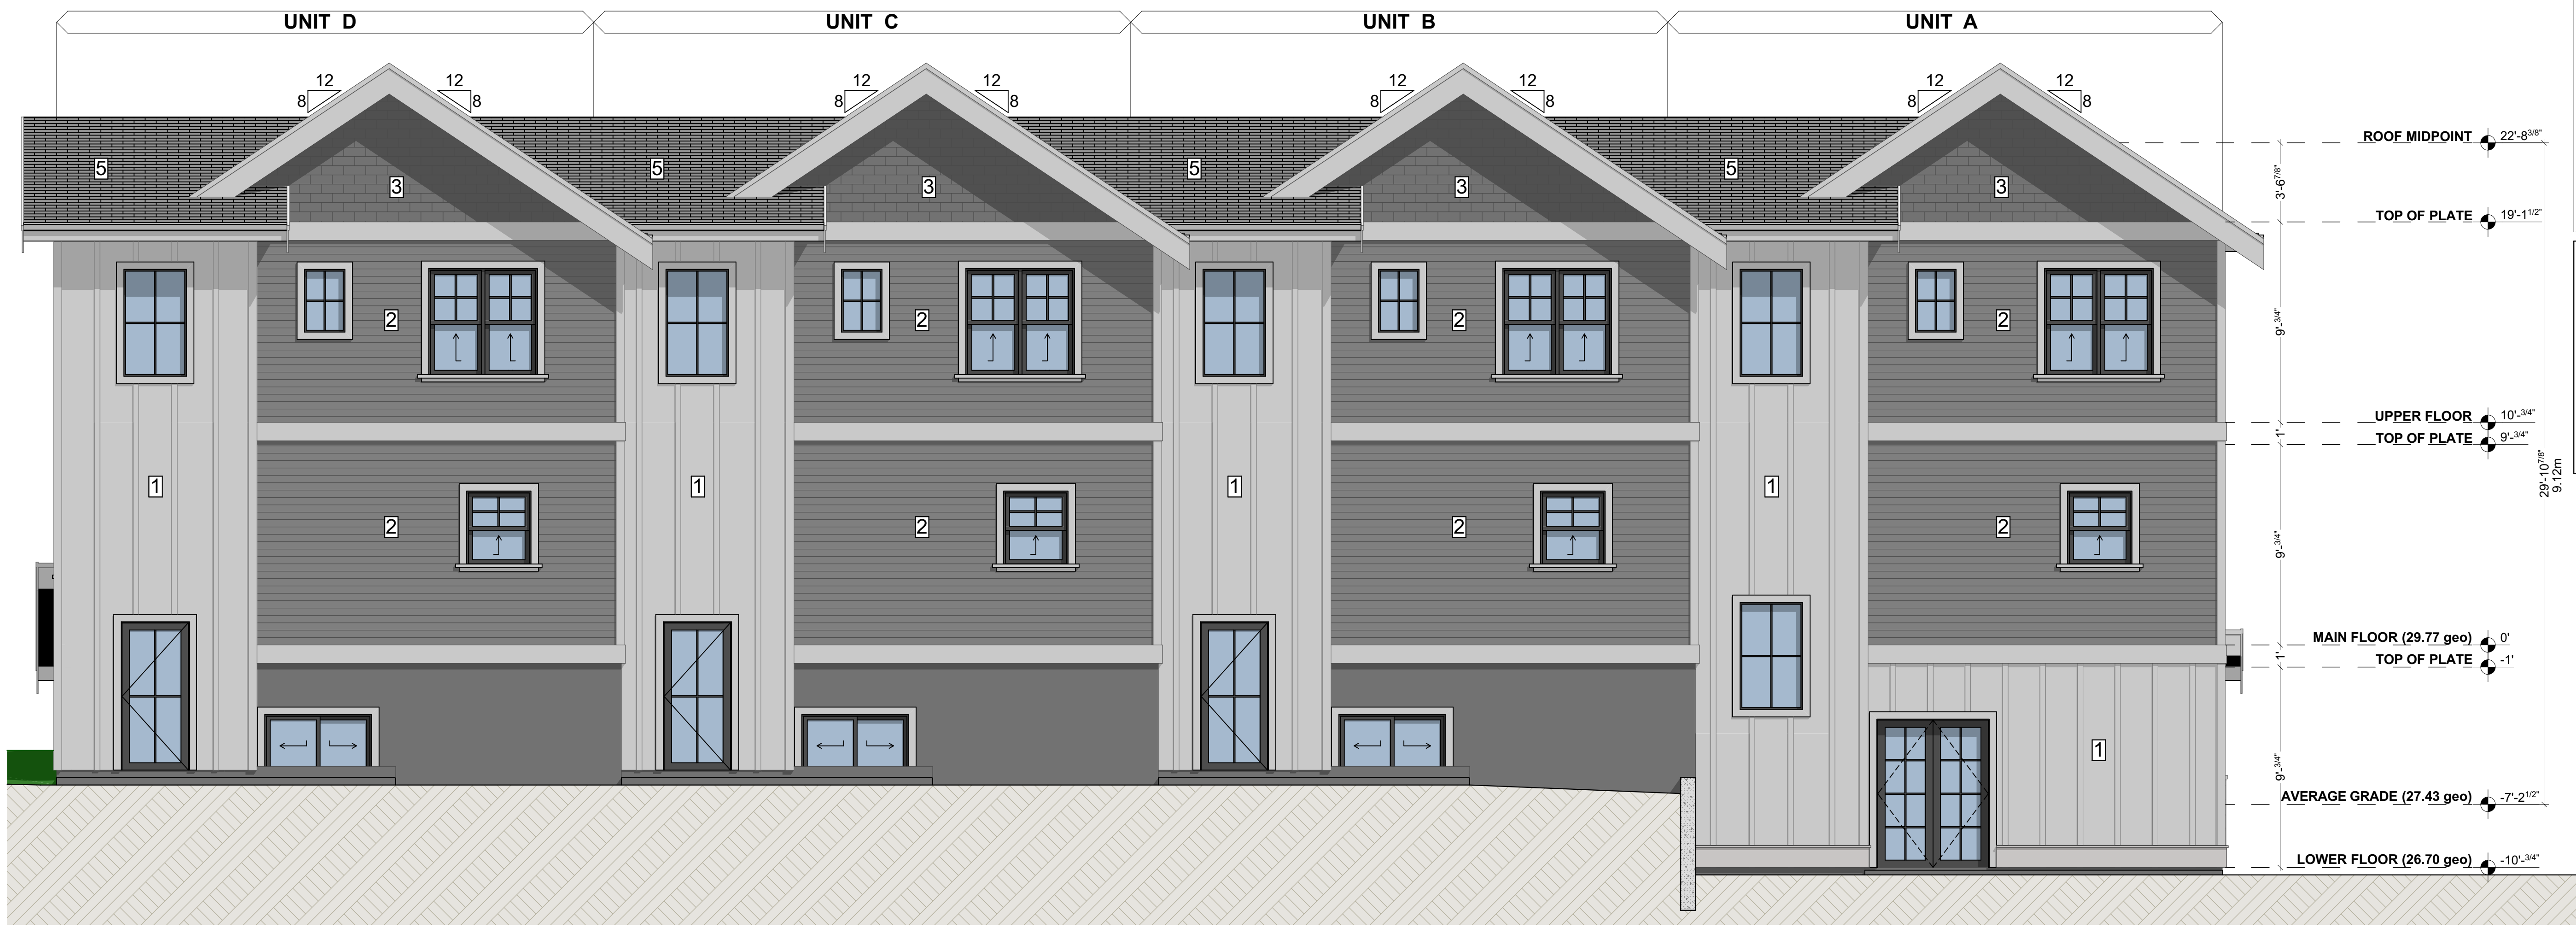 UNIT D UNIT C UNIT B UNIT A
12 12 12 12 12 12 12 12
8 8 8 8 8 8 8 8
ROOF MIDPOINT 22'-8 3/8"
5 5 5 5
3 3 3 3
3'-6 7/8"
TOP OF PLATE 19'-1 1/2"
2 2 2 2
9'-3/4"
UPPER FLOOR 10'-3/4"
1'
TOP OF PLATE 9'-3/4"
1 1 1 1
29'-10 7/8"
9.12m
2 2 2 2
9'-3/4"
MAIN FLOOR (29.77 geo) 0'
1'
TOP OF PLATE -1'
1
9'-3/4"
AVERAGE GRADE (27.43 geo) -7'-2 1/2"
LOWER FLOOR (26.70 geo) -10'-3/4"